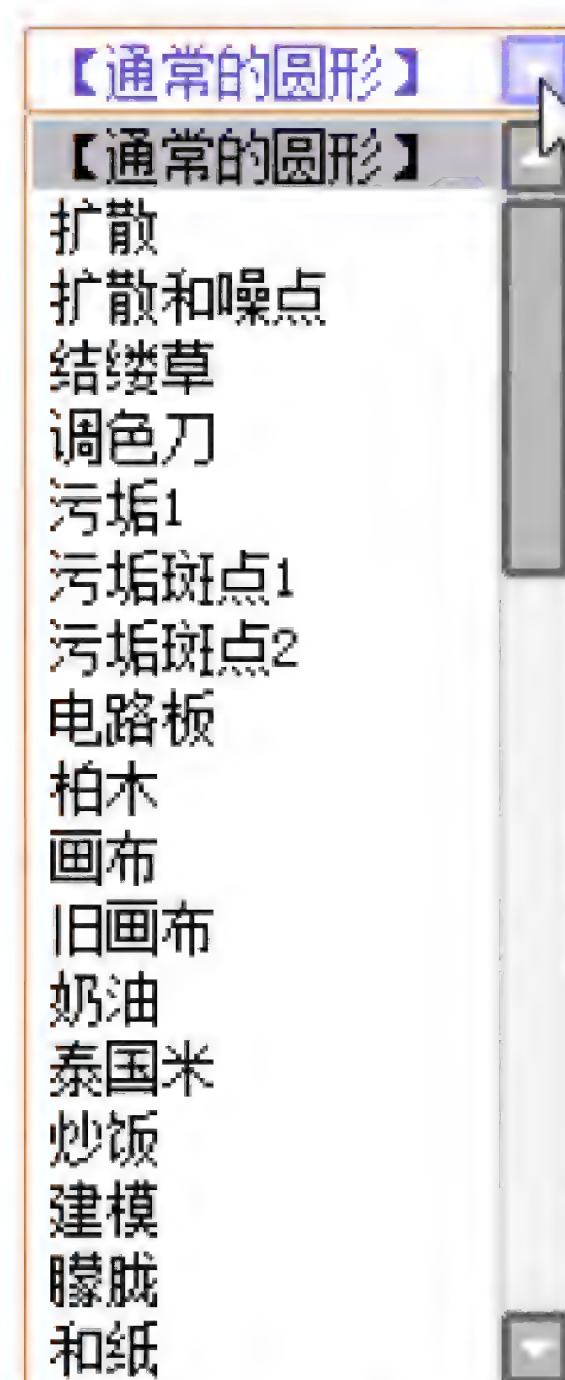 【通常的圆形】
【通常的圆形】
扩散
扩散和噪点
结缕草
调色刀
污垢1
污垢斑点1
污垢斑点2
电路板
柏木
画布
旧画布
奶油
泰国米
炒饭
建模
朦胧
和纸